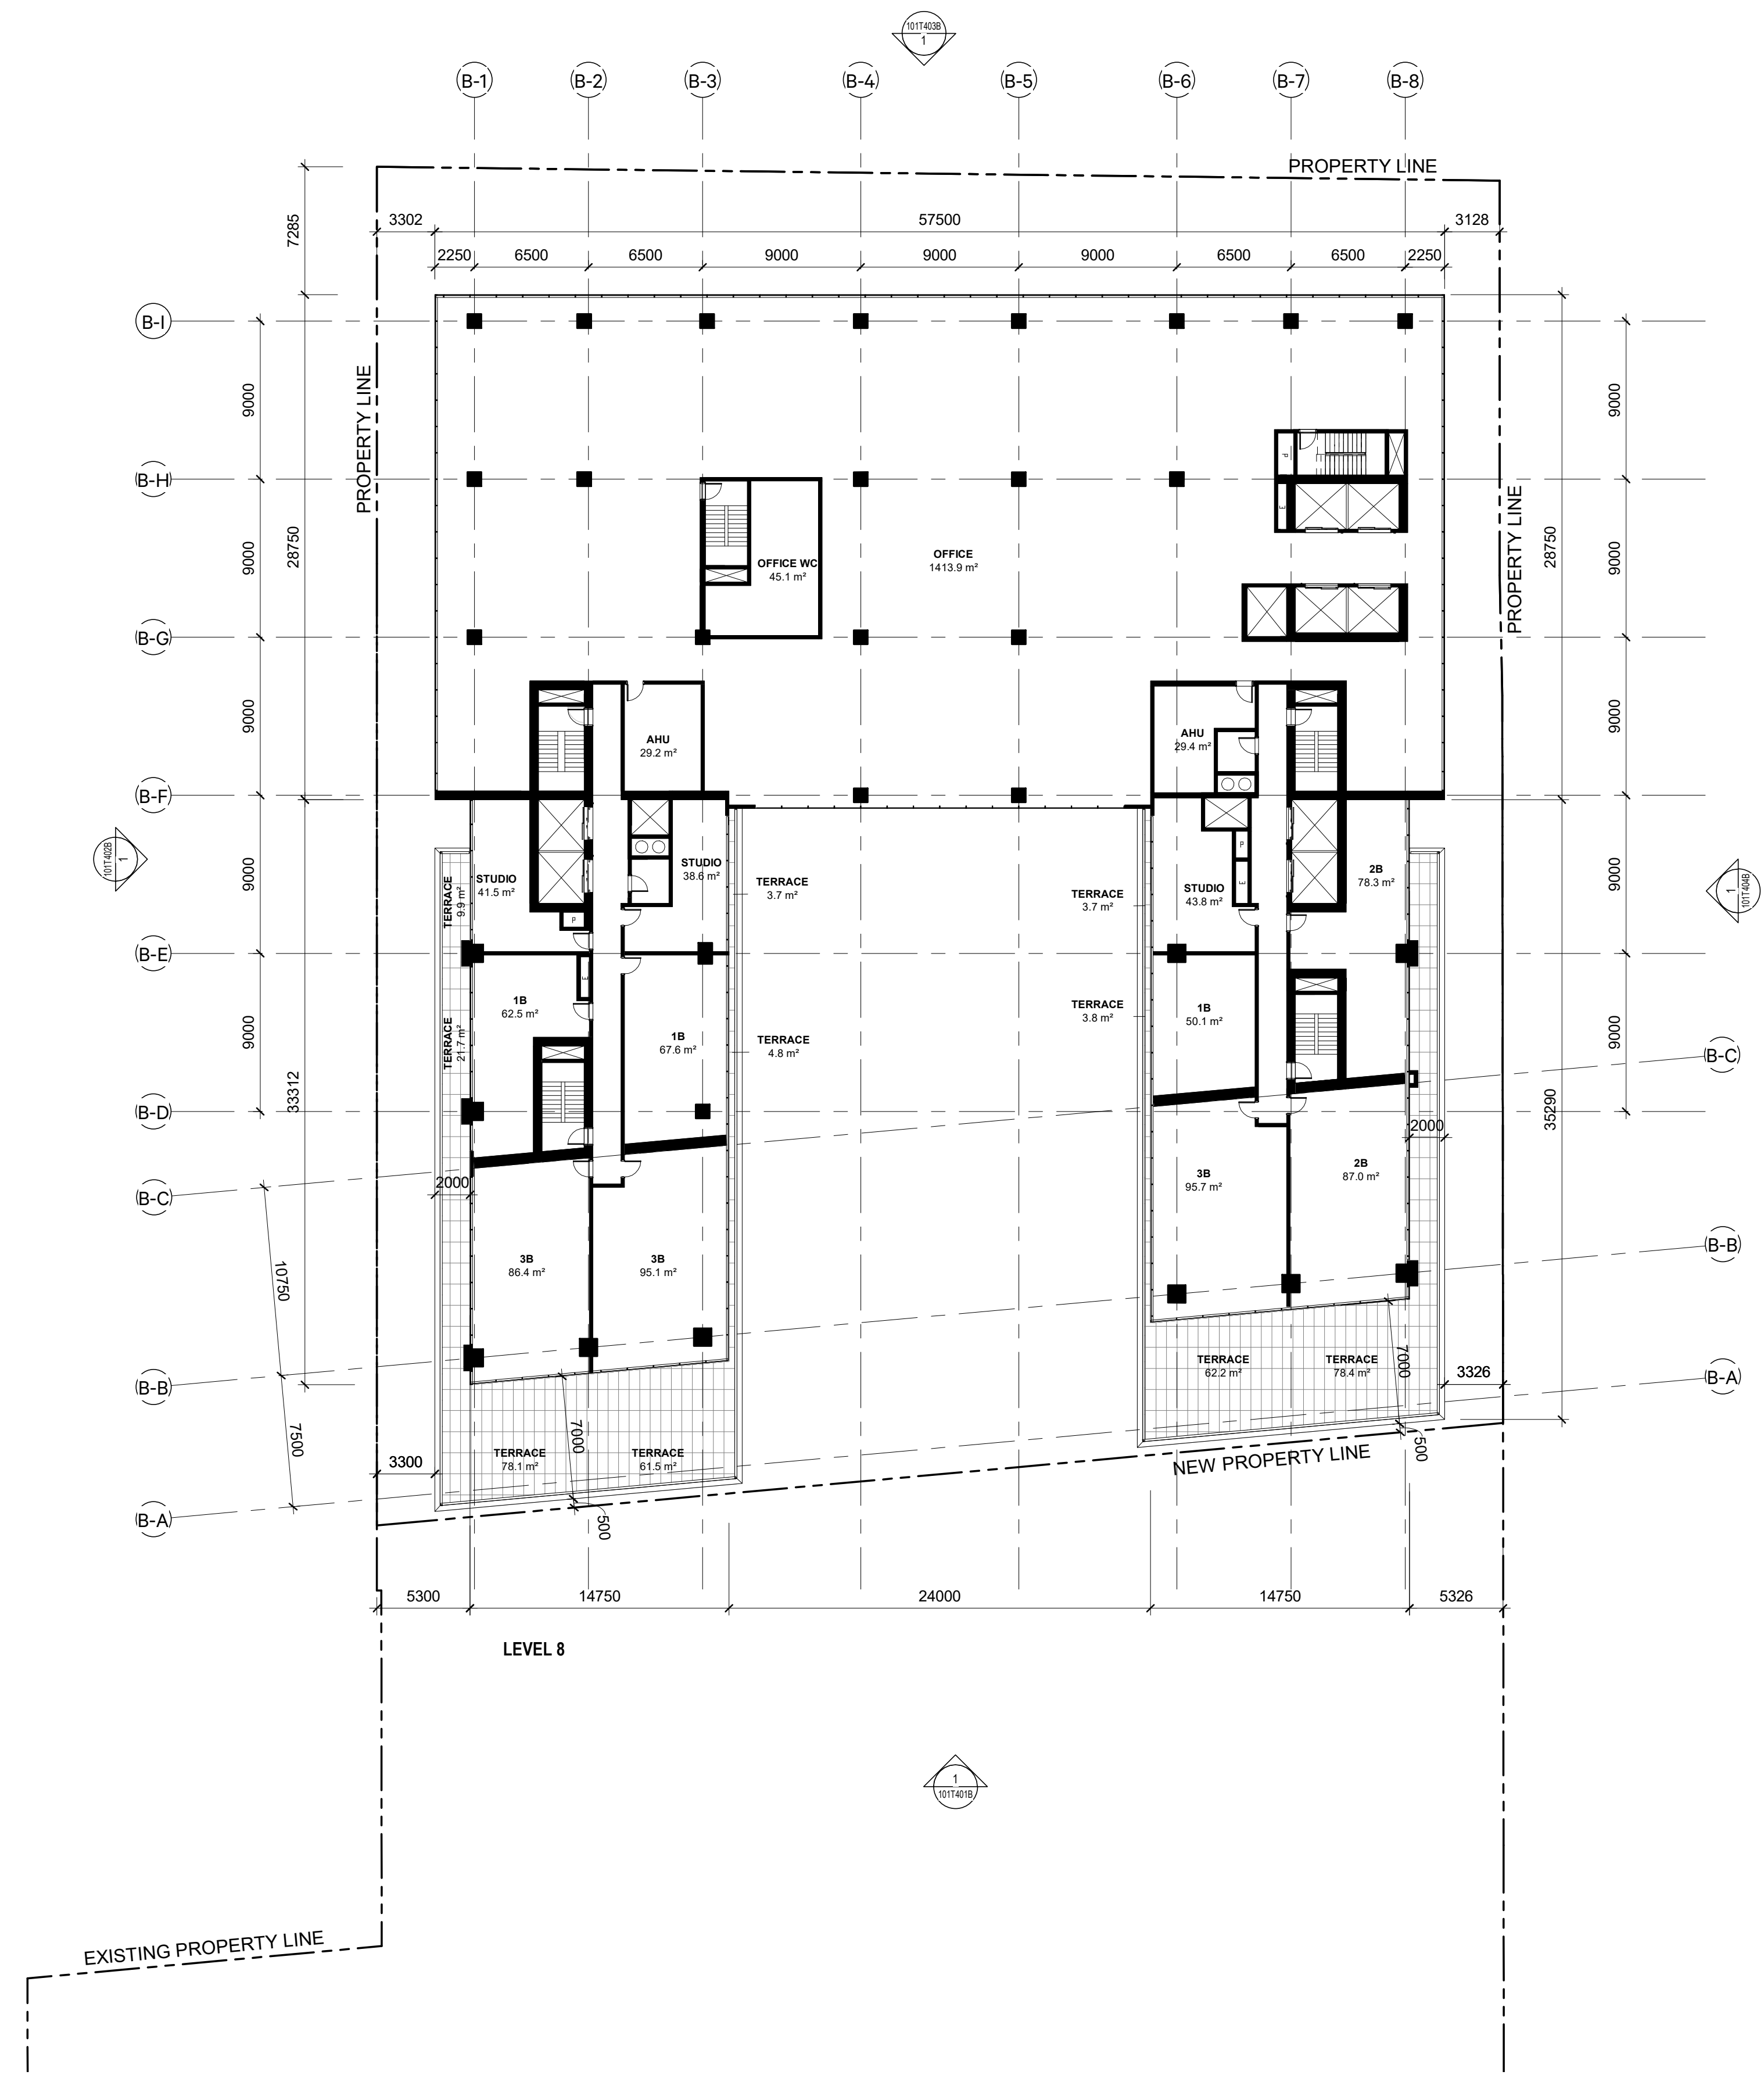 101T403B
1
B-1
B-2
B-3
B-4
B-5
B-6
B-7
B-8
PROPERTY LINE
3302
57500
3128
7285
2250
6500
6500
9000
9000
9000
6500
6500
2250
B-I
PROPERTY LINE
9000
9000
B-H
28750
28750
PROPERTY LINE
P
E
OFFICE WC
45.1 m²
OFFICE
1413.9 m²
9000
9000
B-G
9000
9000
AHU
29.2 m²
AHU
29.4 m²
B-F
101T402B
1
1
101T404B
9000
9000
TERRACE
9.9 m²
STUDIO
41.5 m²
STUDIO
38.6 m²
TERRACE
3.7 m²
TERRACE
3.7 m²
STUDIO
43.8 m²
2B
78.3 m²
P
E
P
B-E
E
1B
62.5 m²
TERRACE
21.7 m²
1B
67.6 m²
TERRACE
4.8 m²
TERRACE
3.8 m²
1B
50.1 m²
9000
9000
B-C
33312
35290
B-D
2000
2000
B-C
3B
95.7 m²
2B
87.0 m²
B-B
3B
86.4 m²
3B
95.1 m²
10750
TERRACE
62.2 m²
TERRACE
78.4 m²
7000
3326
B-B
B-A
7500
7000
TERRACE
78.1 m²
TERRACE
61.5 m²
500
3300
NEW PROPERTY LINE
B-A
500
5300
14750
24000
14750
5326
LEVEL 8
1
101T401B
EXISTING PROPERTY LINE